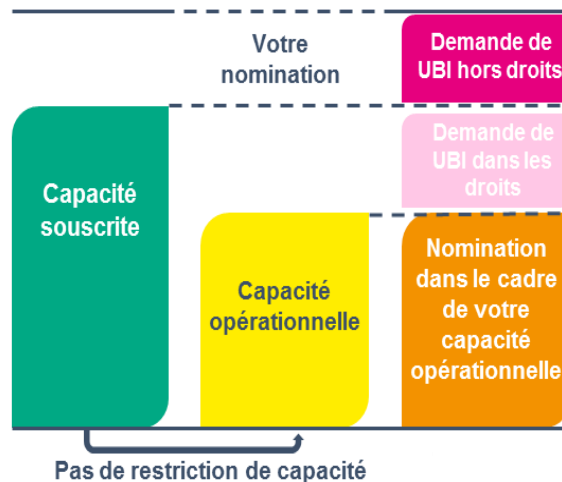 Votre
nomination
Demande de
UBI hors droits
Demande de
UBI dans les
droits
Capacité
souscrite
Capacité
opérationnelle
Nomination
dans le cadre
de votre
capacité
opérationnelle
Pas de restriction de capacité